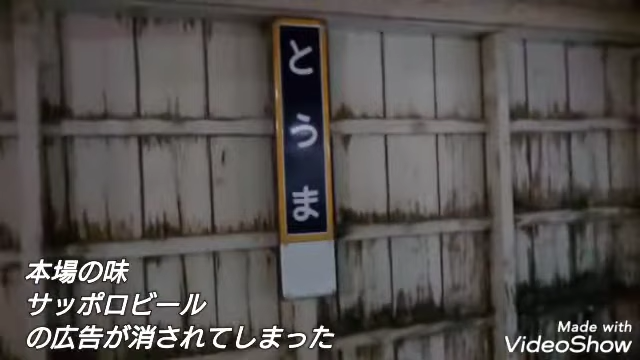 とうま
本場の味
サッポロビール
の広告が消されてしまった
Made with
VideoShow